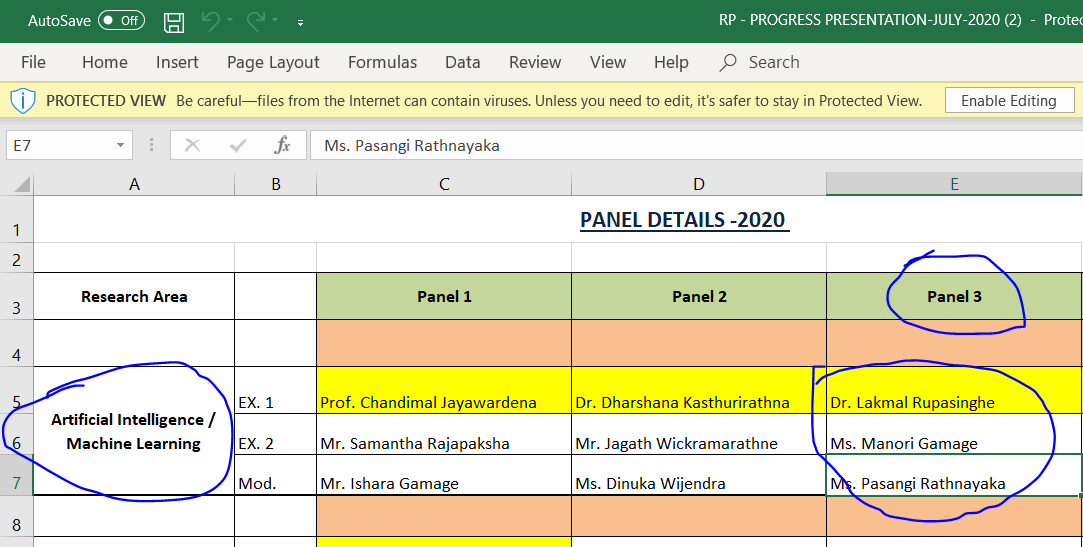 AutoSave Off RP - PROGRESS PRESENTATION-JULY-2020 (2) - Protec
File Home Insert Page Layout Formulas Data Review View Help Search
PROTECTED VIEW Be careful—files from the Internet can contain viruses. Unless you need to edit, it's safer to stay in Protected View. Enable Editing
E7 fx Ms. Pasangi Rathnayaka
A B C D E
1 PANEL DETAILS -2020
2
3 Research Area Panel 1 Panel 2 Panel 3
4
5 EX. 1 Prof. Chandimal Jayawardena Dr. Dharshana Kasthurirathna Dr. Lakmal Rupasinghe
Artificial Intelligence /
6 Machine Learning EX. 2 Mr. Samantha Rajapaksha Mr. Jagath Wickramarathne Ms. Manori Gamage
7 Mod. Mr. Ishara Gamage Ms. Dinuka Wijendra Ms. Pasangi Rathnayaka
8